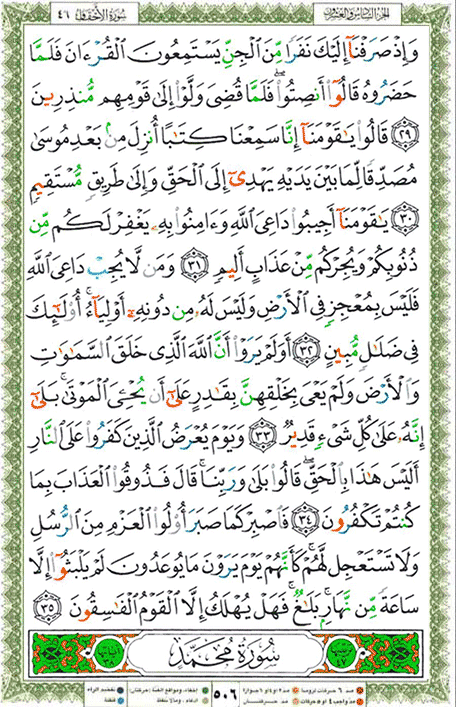 سُورَةُ الأَحْقَافِ ٤٦ الجزء السادس والعشرون
وَإِذْ صَرَفْنَآ إِلَيْكَ نَفَرًا مِّنَ ٱلْجِنِّ يَسْتَمِعُونَ ٱلْقُرْءَانَ فَلَمَّا
حَضَرُوهُ قَالُوٓا۟ أَنصِتُوا۟ ۖ فَلَمَّا قُضِىَ وَلَّوْا۟ إِلَىٰ قَوْمِهِم مُّنذِرِينَ
﴿٢٩﴾ قَالُوا۟ يَـٰقَوْمَنَآ إِنَّا سَمِعْنَا كِتَـٰبًا أُنزِلَ مِنۢ بَعْدِ مُوسَىٰ
مُصَدِّقًا لِّمَا بَيْنَ يَدَيْهِ يَهْدِىٓ إِلَى ٱلْحَقِّ وَإِلَىٰ طَرِيقٍ مُّسْتَقِيمٍ
﴿٣٠﴾ يَـٰقَوْمَنَآ أَجِيبُوا۟ دَاعِىَ ٱللَّهِ وَءَامِنُوا۟ بِهِۦ يَغْفِرْ لَكُم مِّن
ذُنُوبِكُمْ وَيُجِرْكُم مِّنْ عَذَابٍ أَلِيمٍ ﴿٣١﴾ وَمَن لَّا يُجِبْ دَاعِىَ ٱللَّهِ
فَلَيْسَ بِمُعْجِزٍ فِى ٱلْأَرْضِ وَلَيْسَ لَهُۥ مِن دُونِهِۦٓ أَوْلِيَآءُ ۚ أُو۟لَـٰٓئِكَ
فِى ضَلَـٰلٍ مُّبِينٍ ﴿٣٢﴾ أَوَلَمْ يَرَوْا۟ أَنَّ ٱللَّهَ ٱلَّذِى خَلَقَ ٱلسَّمَـٰوَٰتِ
وَٱلْأَرْضَ وَلَمْ يَعْىَ بِخَلْقِهِنَّ بِقَـٰدِرٍ عَلَىٰٓ أَن يُحْـِۧىَ ٱلْمَوْتَىٰ ۚ بَلَىٰٓ
إِنَّهُۥ عَلَىٰ كُلِّ شَىْءٍ قَدِيرٌ ﴿٣٣﴾ وَيَوْمَ يُعْرَضُ ٱلَّذِينَ كَفَرُوا۟ عَلَى ٱلنَّارِ
أَلَيْسَ هَـٰذَا بِٱلْحَقِّ ۖ قَالُوا۟ بَلَىٰ وَرَبِّنَا ۚ قَالَ فَذُوقُوا۟ ٱلْعَذَابَ بِمَا
كُنتُمْ تَكْفُرُونَ ﴿٣٤﴾ فَٱصْبِرْ كَمَا صَبَرَ أُو۟لُوا۟ ٱلْعَزْمِ مِنَ ٱلرُّسُلِ
وَلَا تَسْتَعْجِل لَّهُمْ ۚ كَأَنَّهُمْ يَوْمَ يَرَوْنَ مَا يُوعَدُونَ لَمْ يَلْبَثُوٓا۟ إِلَّا
سَاعَةً مِّن نَّهَارٍۭ ۚ بَلَـٰغٌ ۚ فَهَلْ يُهْلَكُ إِلَّا ٱلْقَوْمُ ٱلْفَـٰسِقُونَ ﴿٣٥﴾
سُورَةُ مُحَمَّدٍ
٥٠٦